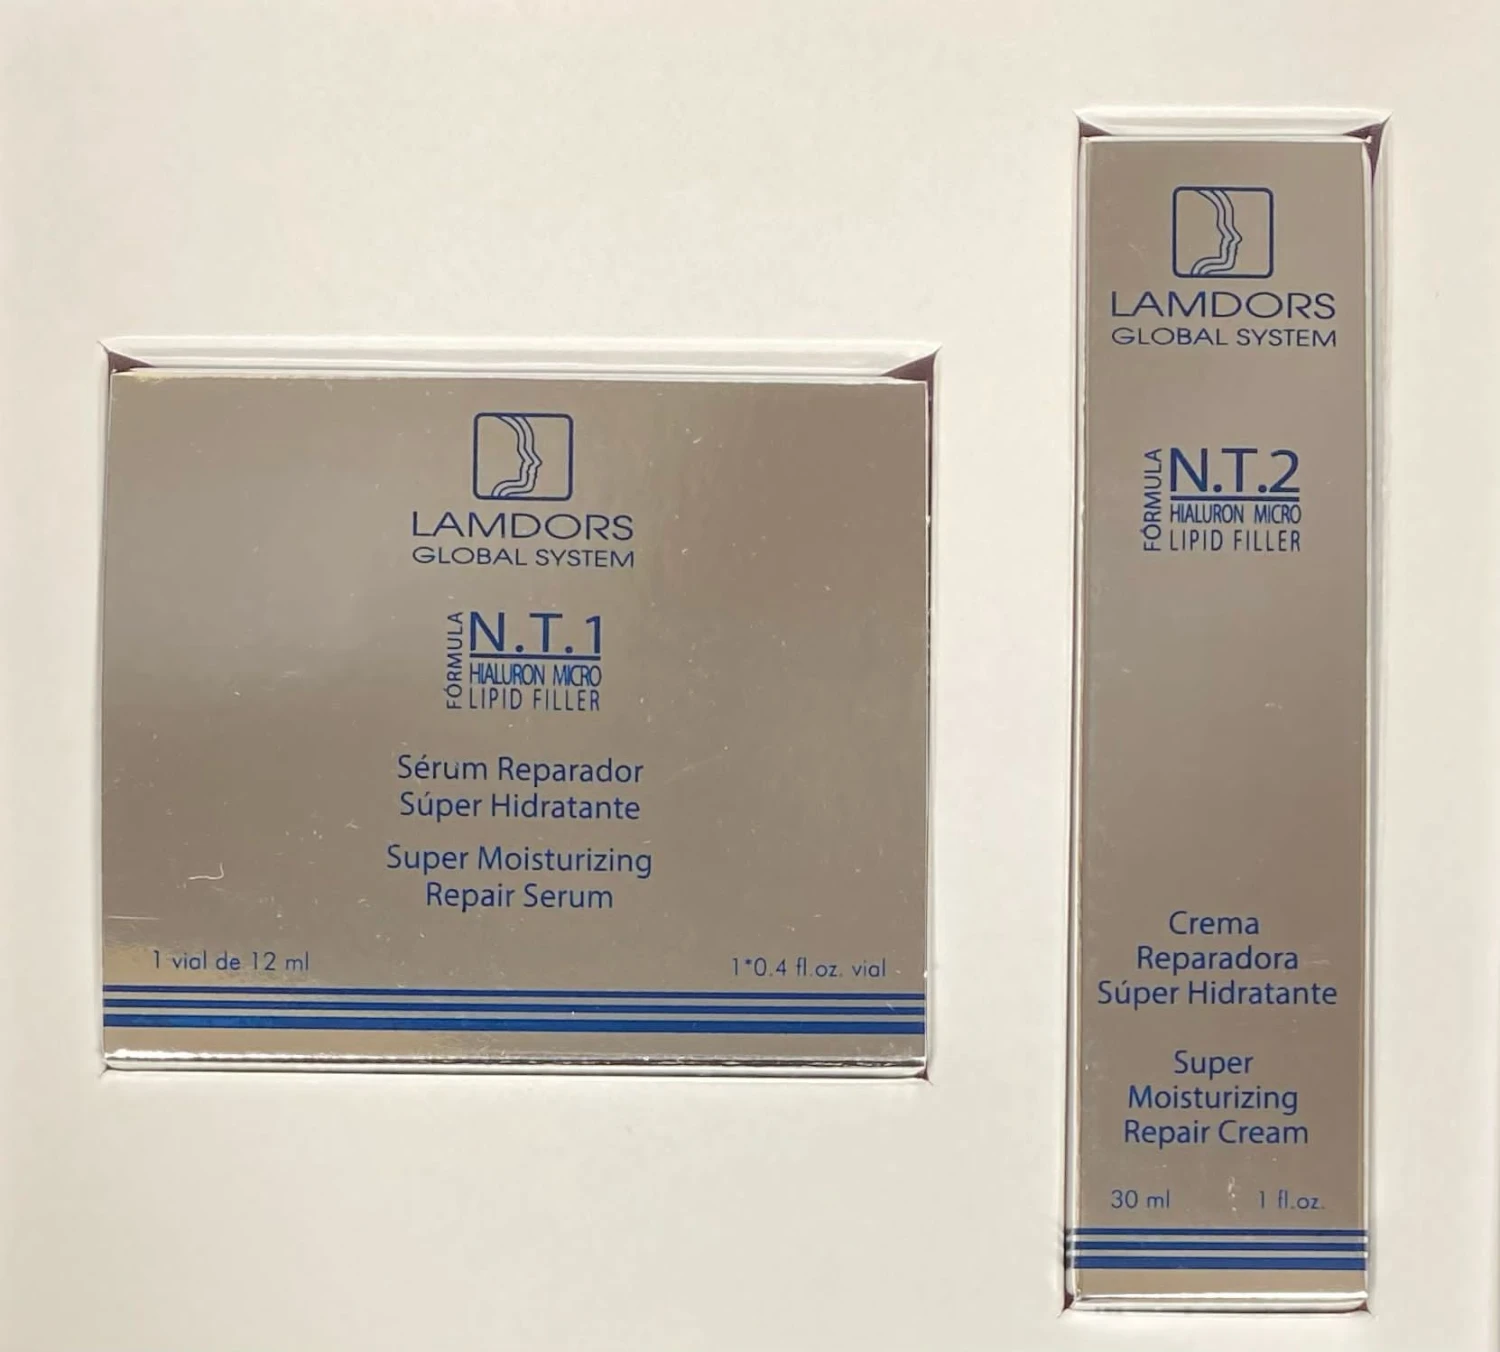 LAMDORS
GLOBAL SYSTEM
FÓRMULA
N.T.1
HIALURON MICRO
LIPID FILLER
Sérum Reparador
Súper Hidratante
Super Moisturizing
Repair Serum
1 vial de 12 ml
1*0.4 fl.oz. vial
LAMDORS
GLOBAL SYSTEM
FÓRMULA
N.T.2
HIALURON MICRO
LIPID FILLER
Crema
Reparadora
Súper Hidratante
Super
Moisturizing
Repair Cream
30 ml
1 fl.oz.